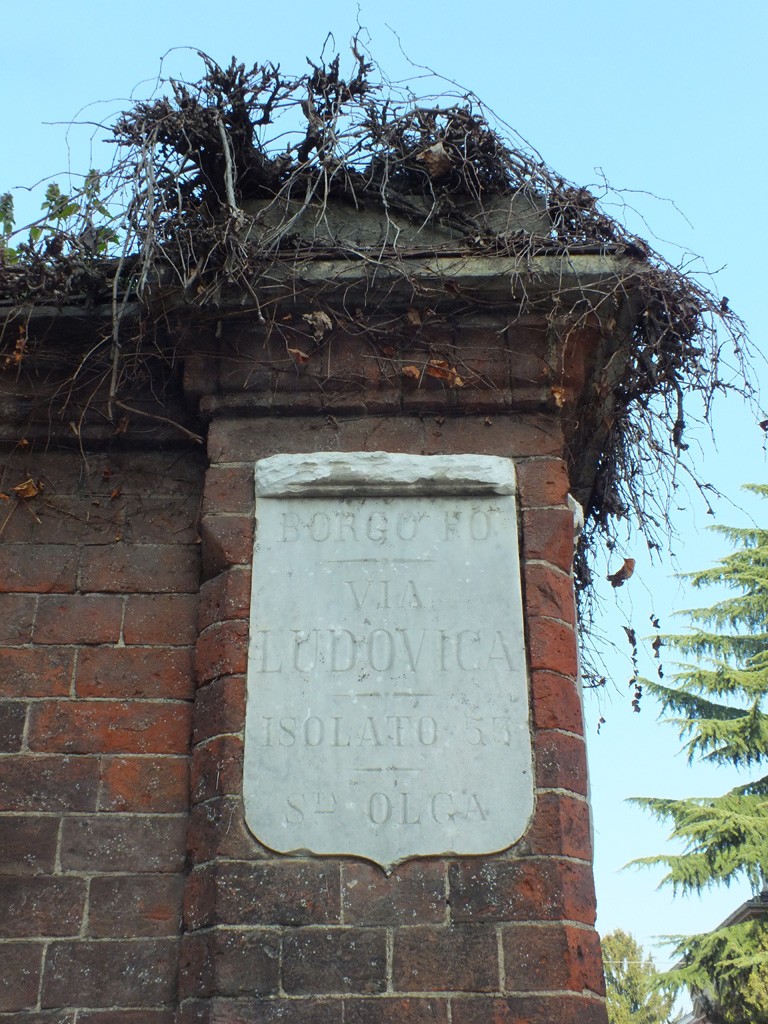 BORGO PO
VIA
LUDOVICA
ISOLATO 53
STA OLGA